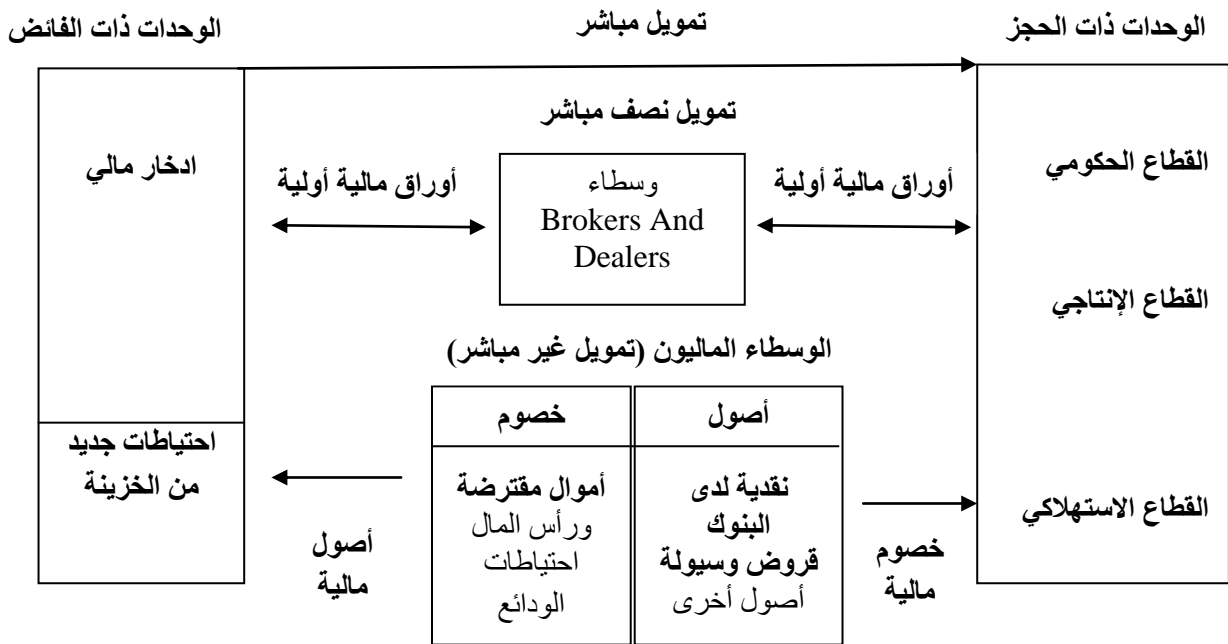 الوحدات ذات الحجز
تمويل مباشر
الوحدات ذات الفائض
تمويل نصف مباشر
القطاع الحكومي
القطاع الإنتاجي
القطاع الاستهلاكي
أوراق مالية أولية
وسطاء
Brokers And
Dealers
أوراق مالية أولية
ادخار مالي
احتياطات جديد
من الخزينة
الوسطاء الماليون (تمويل غير مباشر)
أصول
نقدية لدى
البنوك
قروض وسيولة
أصول أخرى
خصوم
أموال مقترضة
ورأس المال
احتياطات
الودائع
خصوم
مالية
أصول
مالية